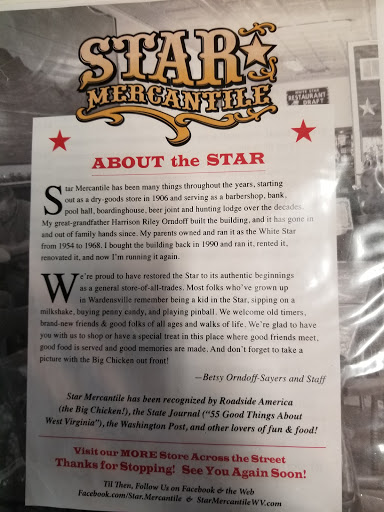 STAR
MERCANTILE
WHITE STAR
RESTAURANT
DRAFT
ABOUT the STAR
Star Mercantile has been many things throughout the years, starting
out as a dry goods store in 1906 and serving as a barbershop, bank,
pool hall, boardinghouse, beer joint and hunting lodge over the decades.
My great-grandfather Harrison Riley Orndoff built the building, and it has gone in
and out of family hands since. My parents owned and ran it as the White Star
from 1954 to 1968. I bought the building back in 1990 and ran it, rented it,
renovated it, and now I'm running it again.
We're proud to have restored the Star to its authentic beginnings
as a general store-of-all-trades. Most folks who've grown up
in Wardensville remember being a kid in the Star, sipping on a
milkshake, buying penny candy, and playing pinball. We welcome old timers,
brand-new friends & good folks of all ages and walks of life. We're glad to have
you with us to shop or have a special treat in this place where good friends meet,
good food is served and good memories are made. And don't forget to take a
picture with the Big Chicken out front!
—Betsy Orndoff-Sayers and Staff
Star Mercantile has been recognized by Roadside America
(the Big Chicken!), the State Journal ("55 Good Things About
West Virginia"), the Washington Post, and other lovers of fun & food!
Visit our MORE Store Across the Street
Thanks for Stopping! See You Again Soon!
Til Then, Follow Us on Facebook & the Web
Facebook.com/Star.Mercantile & StarMercantileWV.com